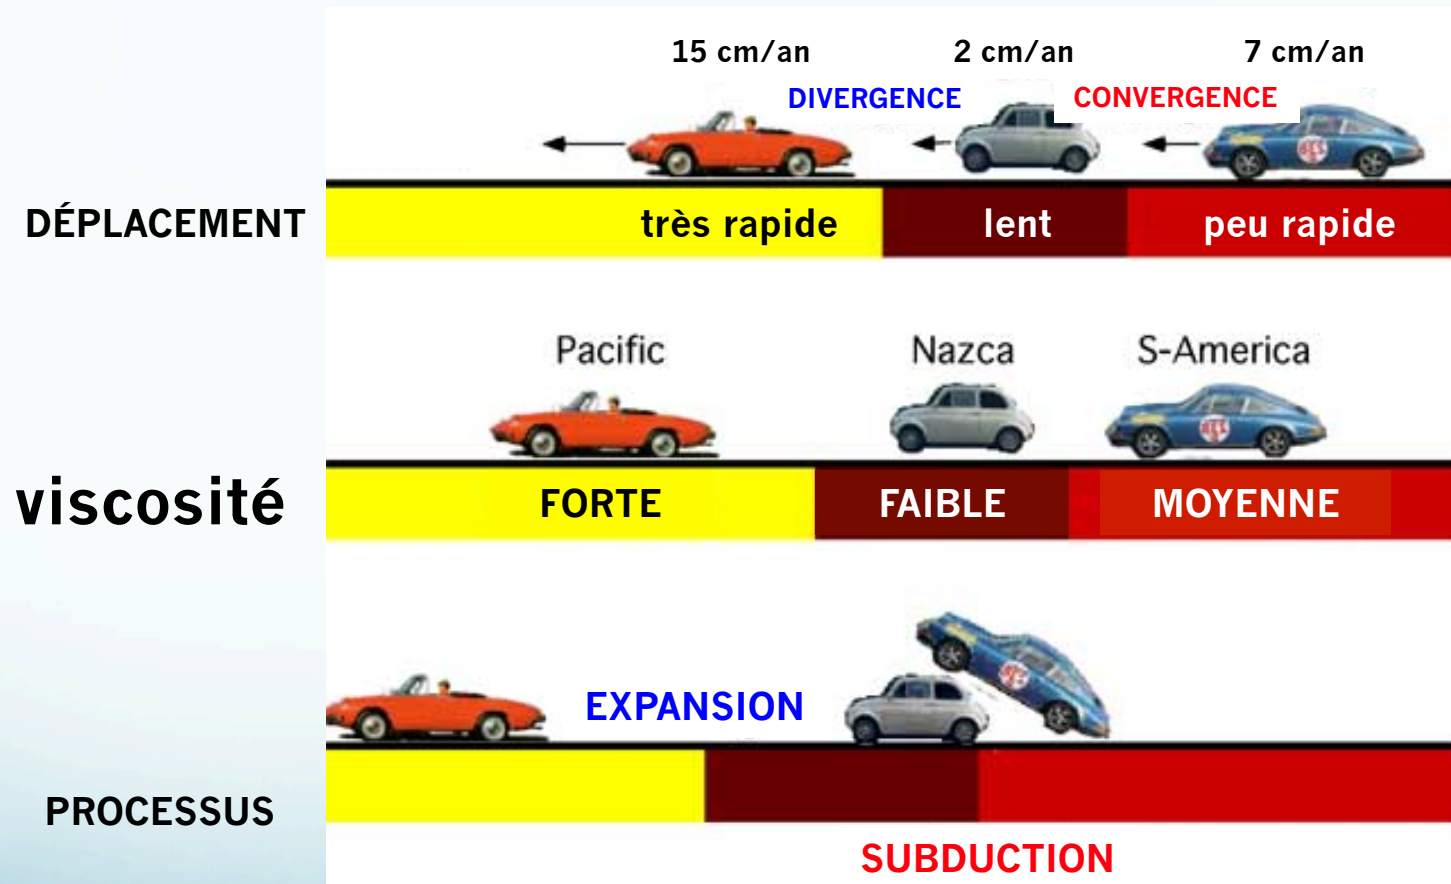 15 cm/an 2 cm/an 7 cm/an
DIVERGENCE CONVERGENCE
DÉPLACEMENT très rapide lent peu rapide
Pacific Nazca S-America
viscosité FORTE FAIBLE MOYENNE
EXPANSION
PROCESSUS
SUBDUCTION